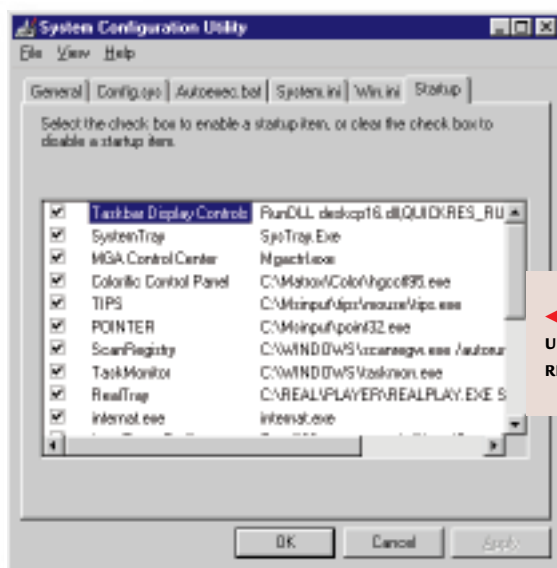 System Configuration Utility
File View Help
General Config.sys Autoexec.bat System.ini Win.ini Startup
Select the check box to enable a startup item, or clear the check box to
disable a startup item.
Taskbar Display Controls RunDLL deskcp16.dll,QUICKRES_RU
SystemTray SysTray.Exe
MGA Control Center Mgactrl.exe
Colorific Control Panel C:\Matrox\Color\hgcctl95.exe
TIPS C:\Msinput\tips\mouse\tips.exe
POINTER C:\Msinput\point32.exe
ScanRegistry C:\WINDOWS\scanregw.exe /autorun
TaskMonitor C:\WINDOWS\taskmon.exe
RealTray C:\REAL\PLAYER\REALPLAY.EXE S
internat.exe internat.exe
U
OK Cancel Apply